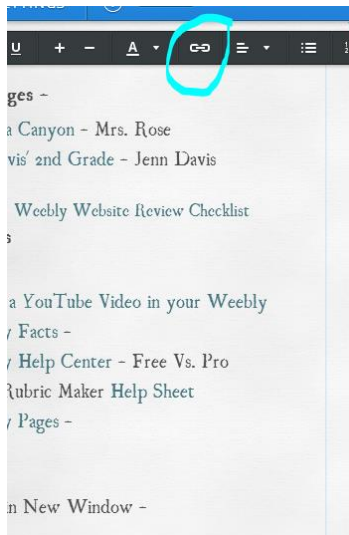 U + - A
ges -
a Canyon - Mrs. Rose
vis' 2nd Grade - Jenn Davis
Weebly Website Review Checklist
s
a YouTube Video in your Weebly
y Facts -
y Help Center - Free Vs. Pro
Rubric Maker Help Sheet
y Pages -
in New Window -